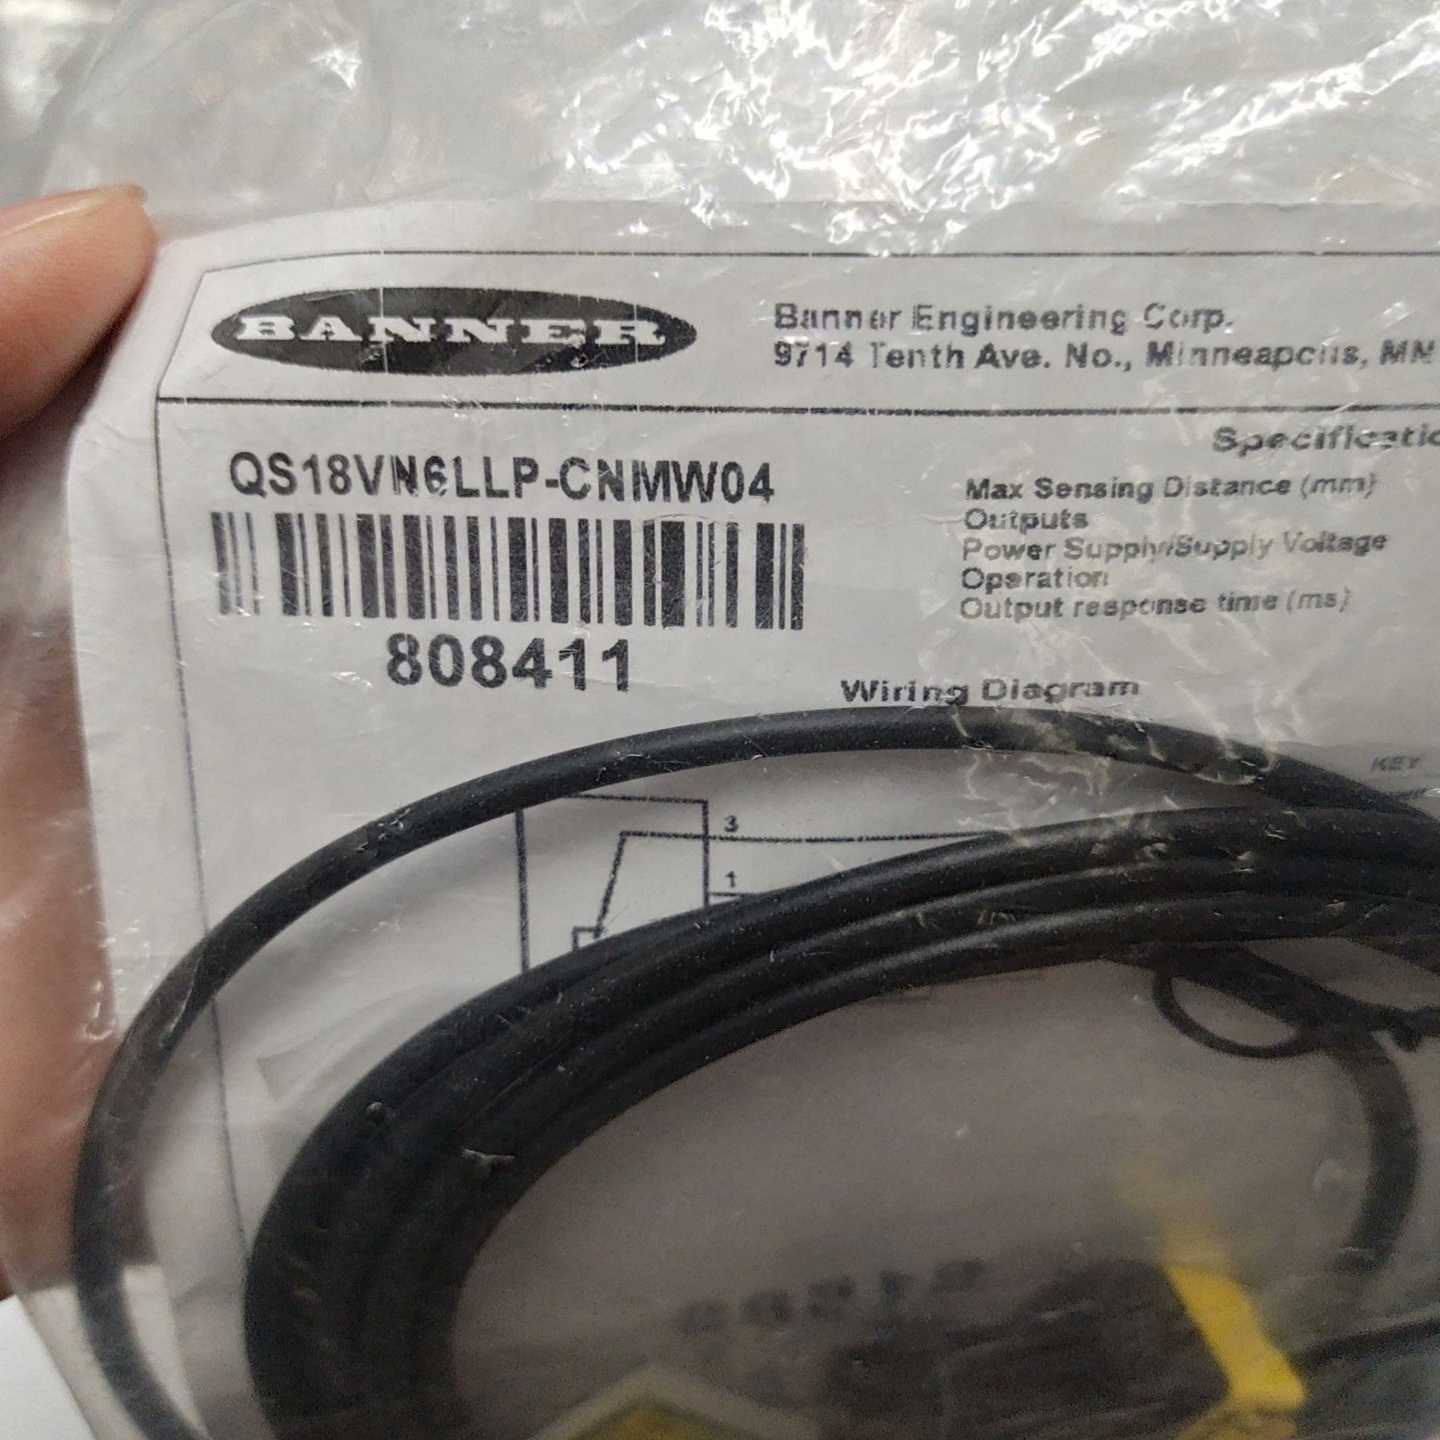 BANNER
Banner Engineering Corp.
9714 Tenth Ave. No., Minneapolis, MN
QS18VN6LLP-CNMW04
808411
Specificatio
Max Sensing Distance (mm)
Outputs
Power Supply/Supply Voltage
Operation
Output response time (ms)
Wiring Diagram
KEY
3
1